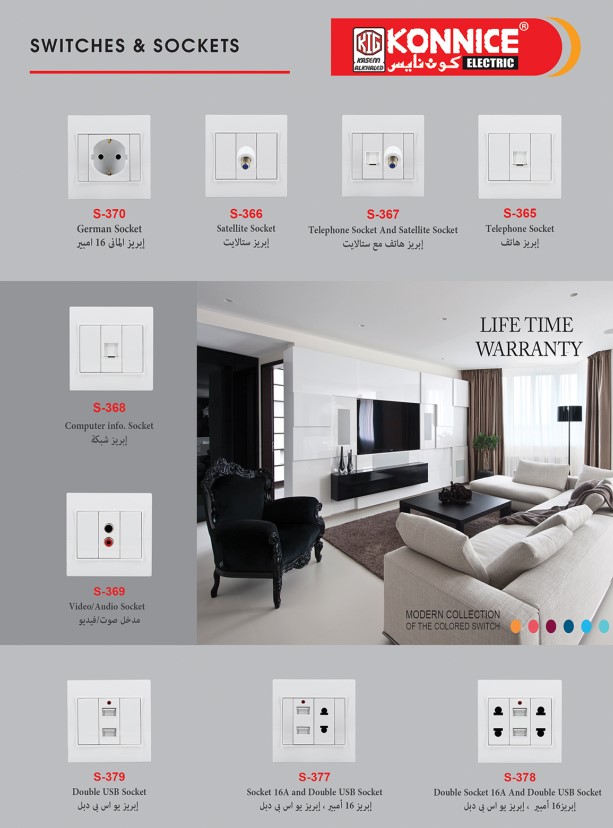 SWITCHES & SOCKETS
KTG
KASEM
ALKHALED
KONNICE®
كونايس ELECTRIC
S-370
German Socket
إبريز الماني 16 امبير
S-366
Satellite Socket
إبريز ستالايت
S-367
Telephone Socket And Satellite Socket
إبريز هاتف مع ستالايت
S-365
Telephone Socket
إبريز هاتف
LIFE TIME
WARRANTY
S-368
Computer info. Socket
إبريز شبكة
S-369
Video/Audio Socket
مدخل صوت/فيديو
MODERN COLLECTION
OF THE COLORED SWITCH
S-379
Double USB Socket
إبريز يو اس بي دبل
S-377
Socket 16A and Double USB Socket
إبريز 16 أمبير ، إبريز يو اس بي دبل
S-378
Double Socket 16A And Double USB Socket
إبريز16 أمبير ، إبريز يو اس بي دبل